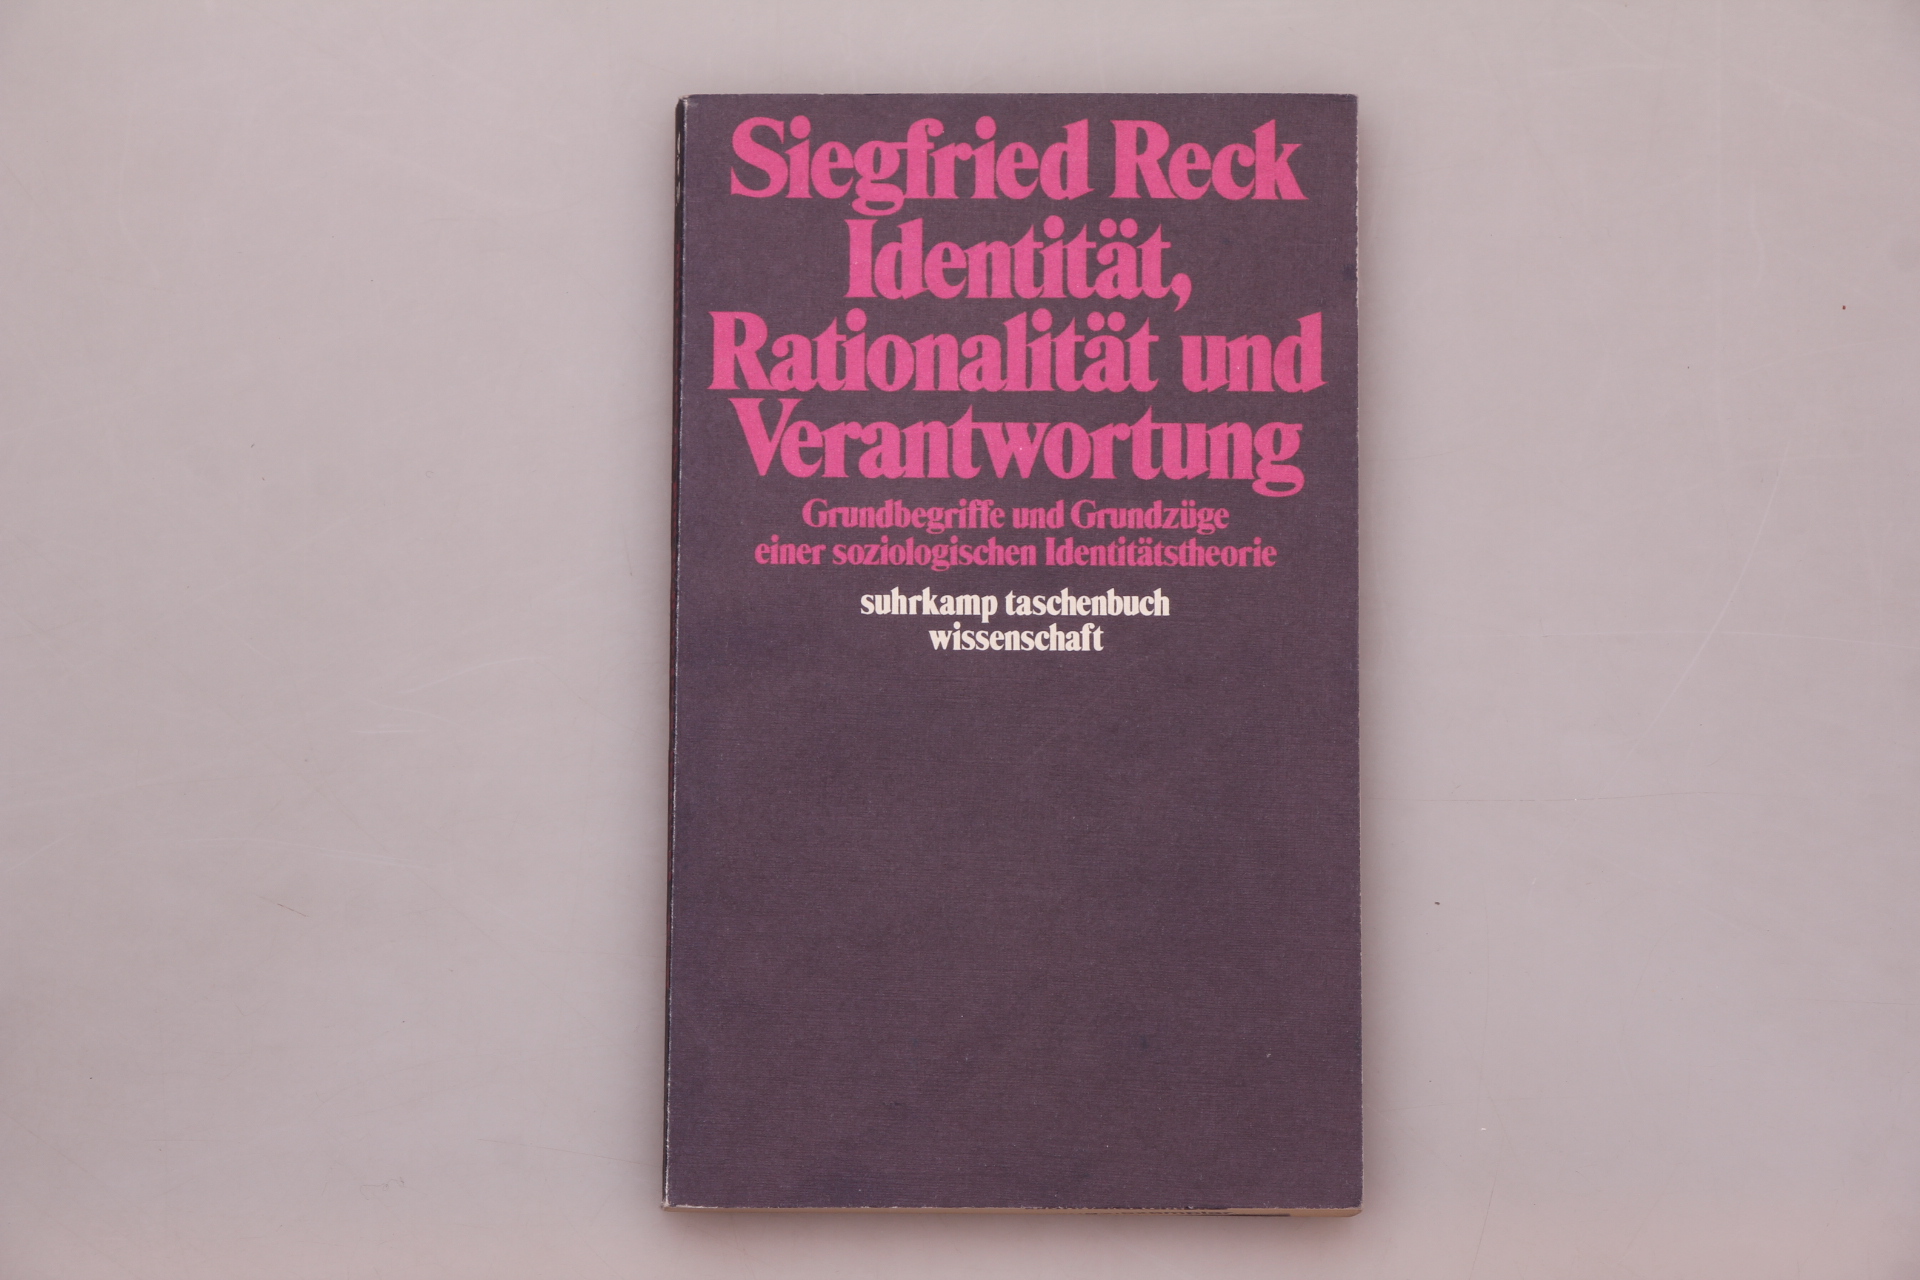 Siegfried Reck
Identität,
Rationalität und
Verantwortung
Grundbegriffe und Grundzüge
einer soziologischen Identitätstheorie
suhrkamp taschenbuch
wissenschaft